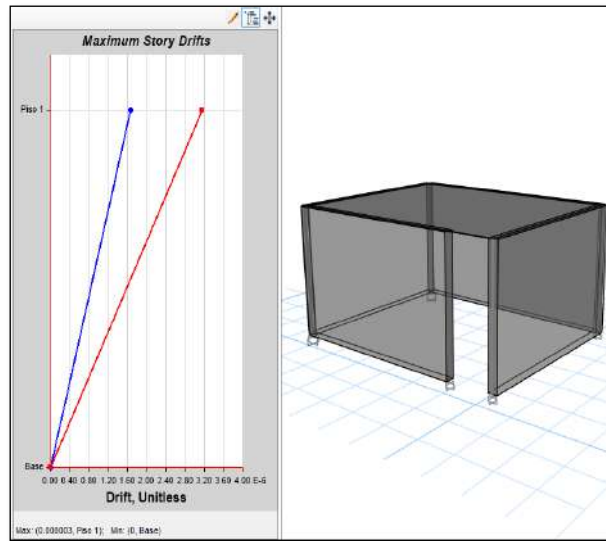 Maximum Story Drifts
Piso 1
Base
0.00 0.40 0.80 1.20 1.60 2.00 2.40 2.80 3.20 3.60 4.00 E-6
Drift, Unitless
Max: (0.000003, Piso 1); Min: (0, Base)